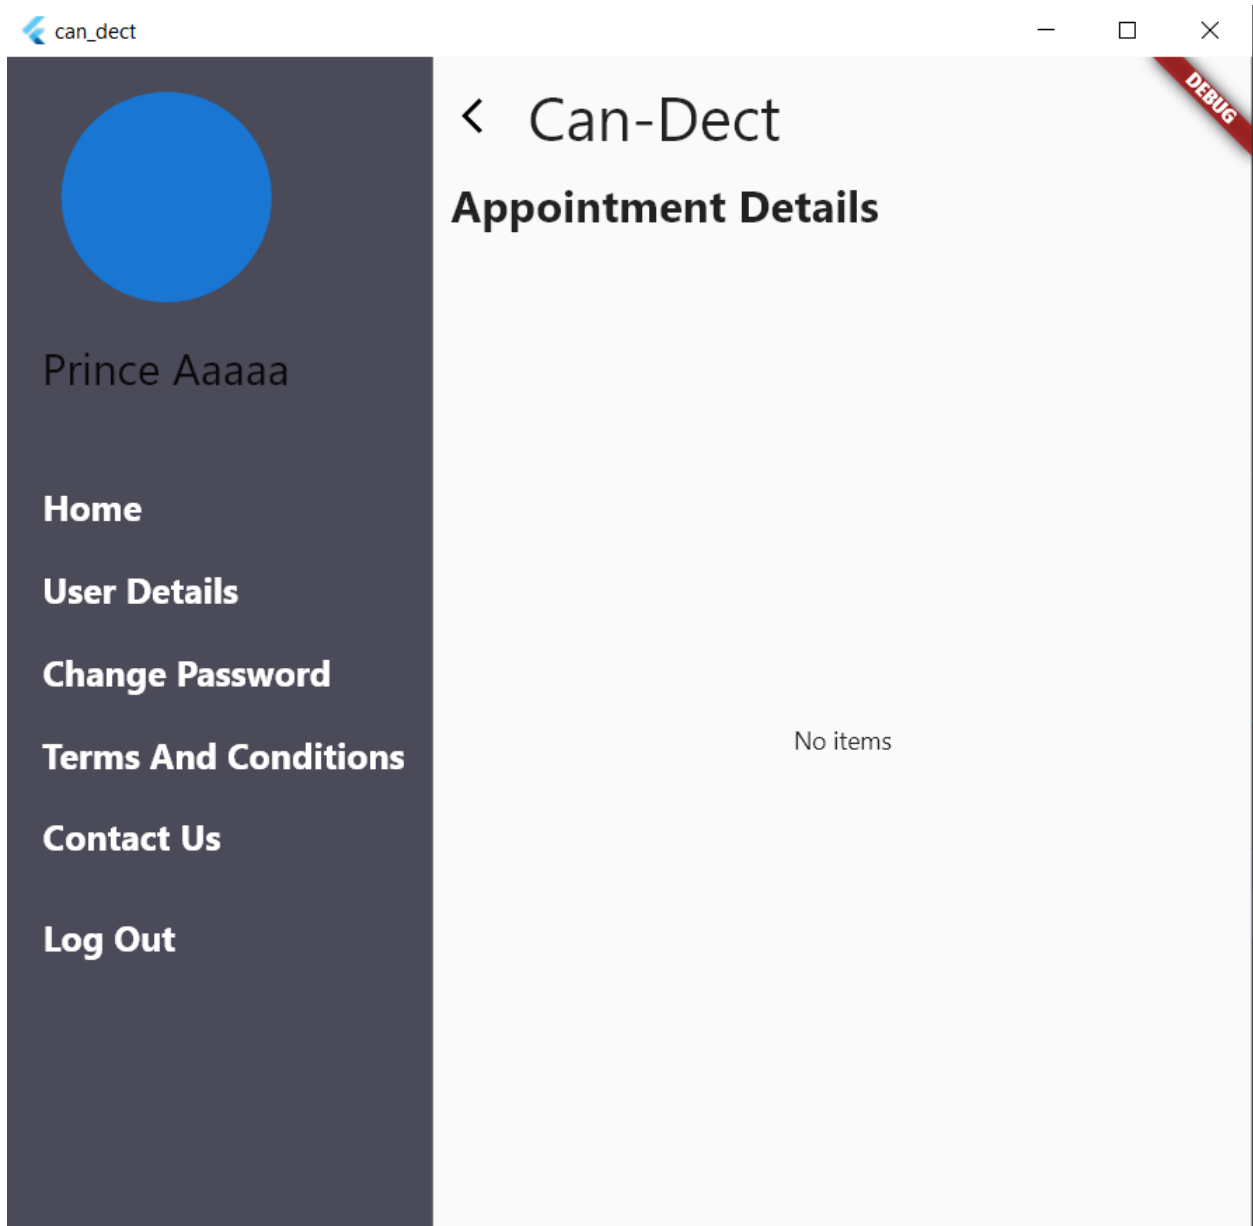 can_dect
DEBUG
Can-Dect
Appointment Details
Prince Aaaaa
Home
User Details
Change Password
Terms And Conditions
Contact Us
Log Out
No items